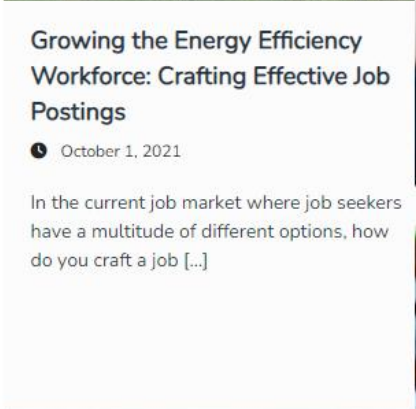 Growing the Energy Efficiency
Workforce: Crafting Effective Job
Postings
October 1, 2021
In the current job market where job seekers
have a multitude of different options, how
do you craft a job [...]